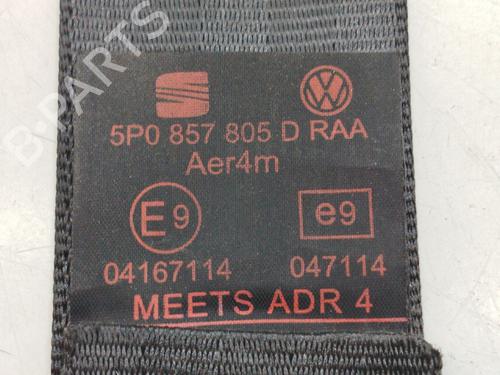 5P0 857 805 D RAA
Aer4m
E9 e9
04167114 047114
MEETS ADR 4
B-PARTS